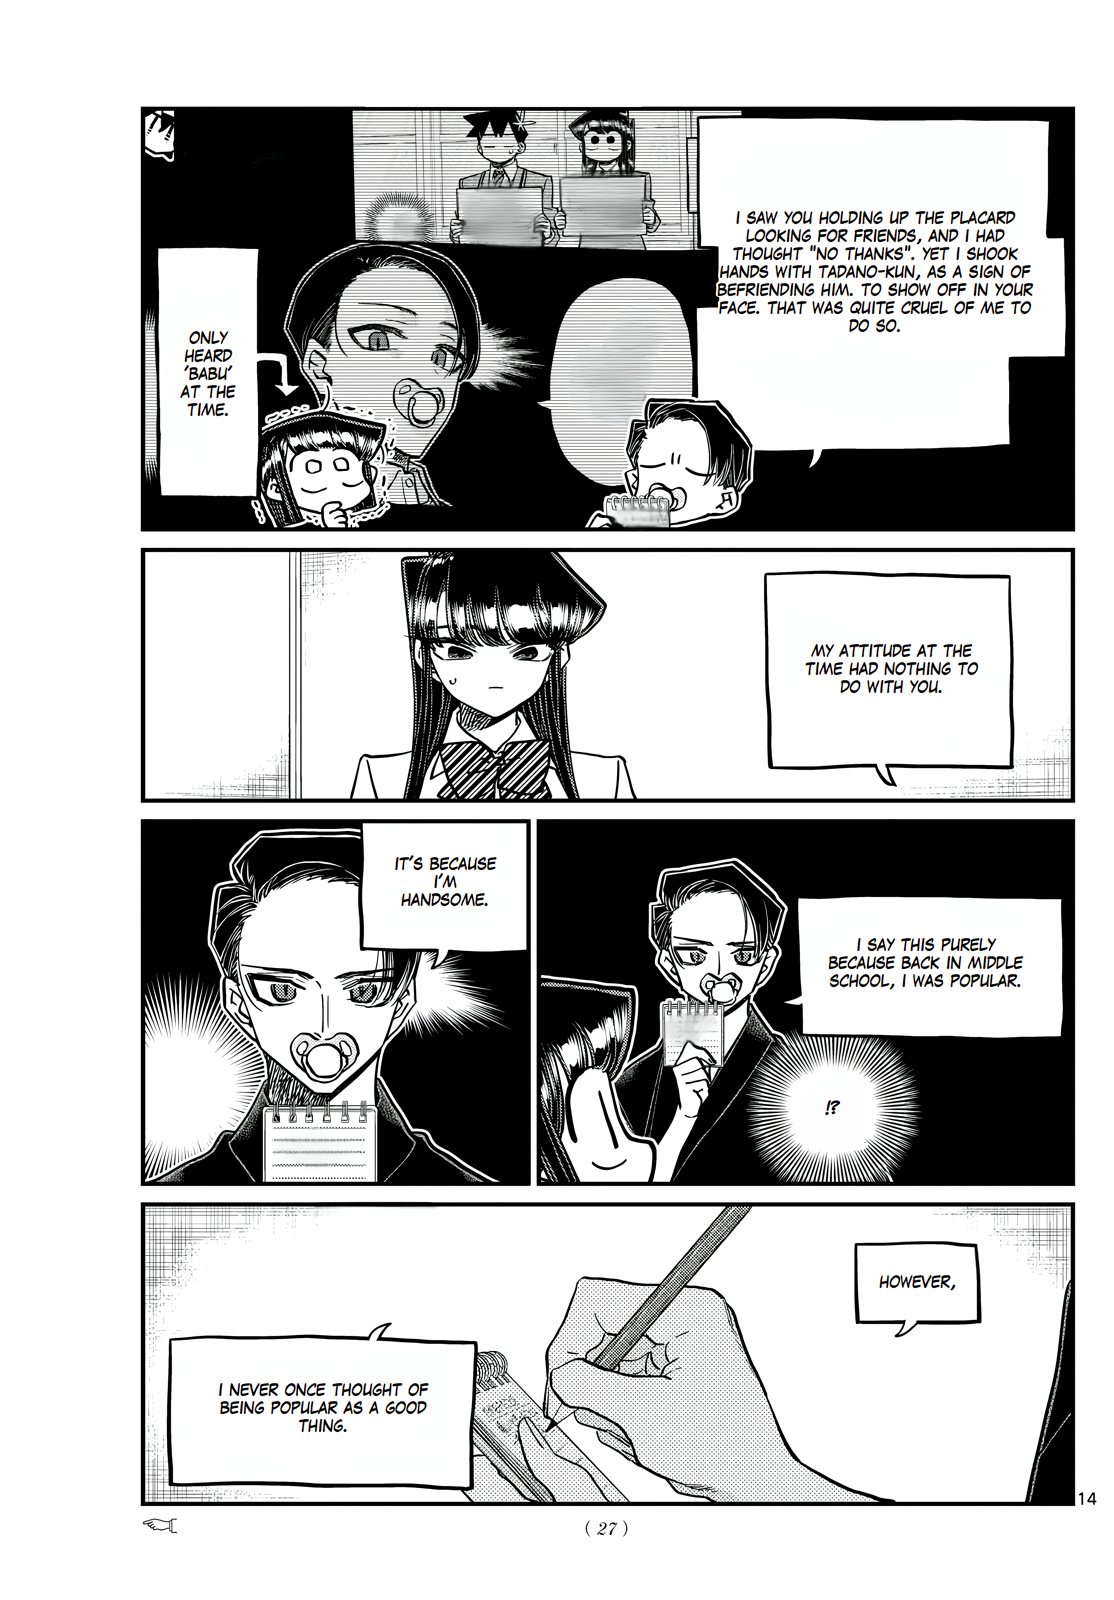 I SAW YOU HOLDING UP THE PLACARD
LOOKING FOR FRIENDS, AND I HAD
THOUGHT "NO THANKS". YET I SHOOK
HANDS WITH TADANO-KUN, AS A SIGN OF
BEFRIENDING HIM. TO SHOW OFF IN YOUR
FACE. THAT WAS QUITE CRUEL OF ME TO
DO SO.
ONLY
HEARD
'BABU'
AT THE
TIME.
MY ATTITUDE AT THE
TIME HAD NOTHING TO
DO WITH YOU.
I SAY THIS PURELY
BECAUSE BACK IN MIDDLE
SCHOOL, I WAS POPULAR.
!?
IT'S BECAUSE
I'M
HANDSOME.
HOWEVER,
I NEVER ONCE THOUGHT OF
BEING POPULAR AS A GOOD
THING.
14
( 27 )